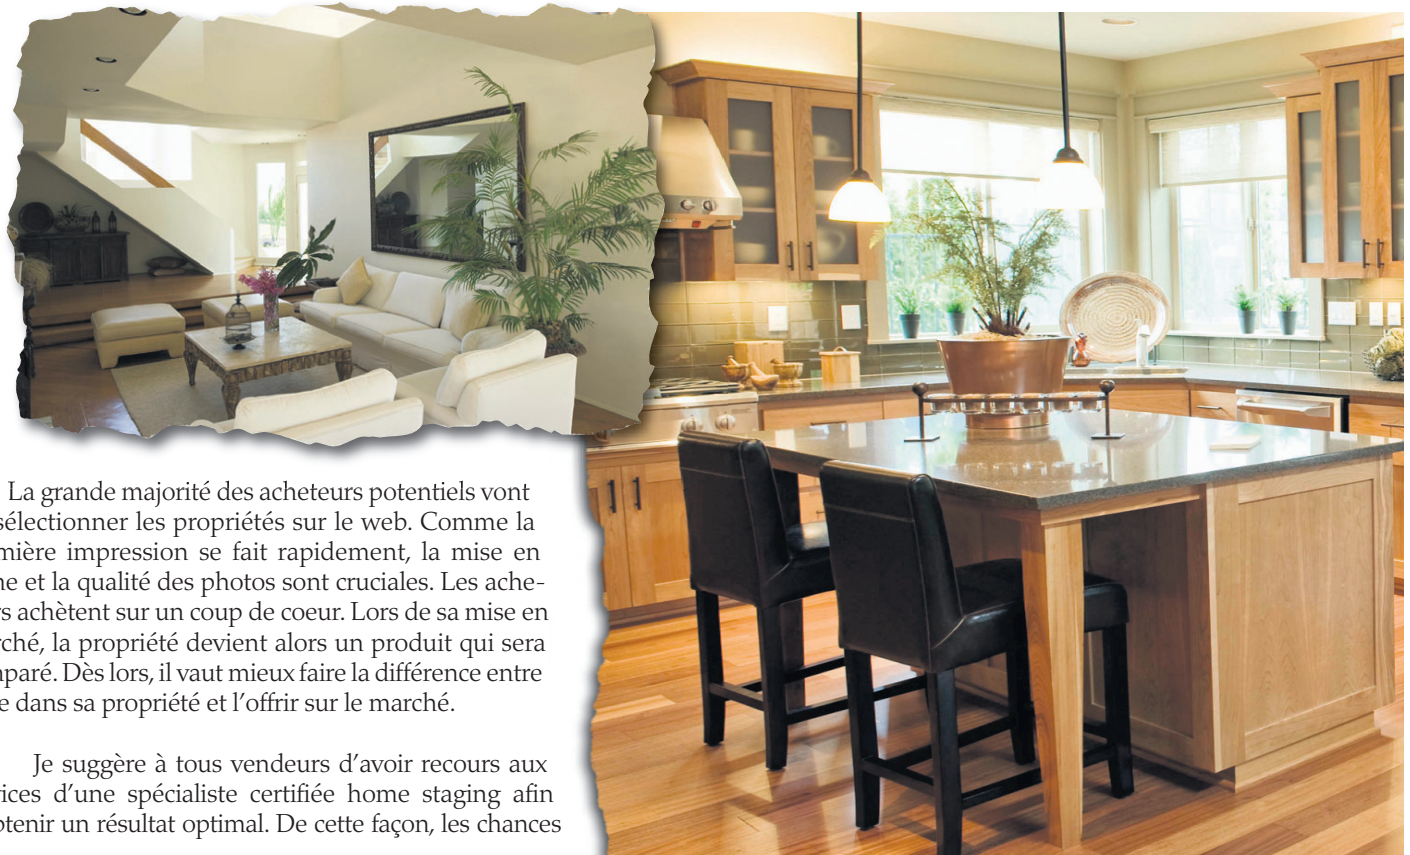 La grande majorité des acheteurs potentiels vont
sélectionner les propriétés sur le web. Comme la
mière impression se fait rapidement, la mise en
ne et la qualité des photos sont cruciales. Les ache-
rs achètent sur un coup de coeur. Lors de sa mise en
rché, la propriété devient alors un produit qui sera
mparé. Dès lors, il vaut mieux faire la différence entre
e dans sa propriété et l’offrir sur le marché.
Je suggère à tous vendeurs d’avoir recours aux
vices d’une spécialiste certifiée home staging afin
btenir un résultat optimal. De cette façon, les chances